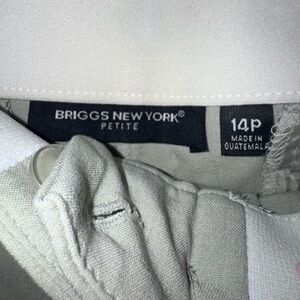 BRIGGS NEW YORK®
PETITE
14P
MADE IN
GUATEMALA